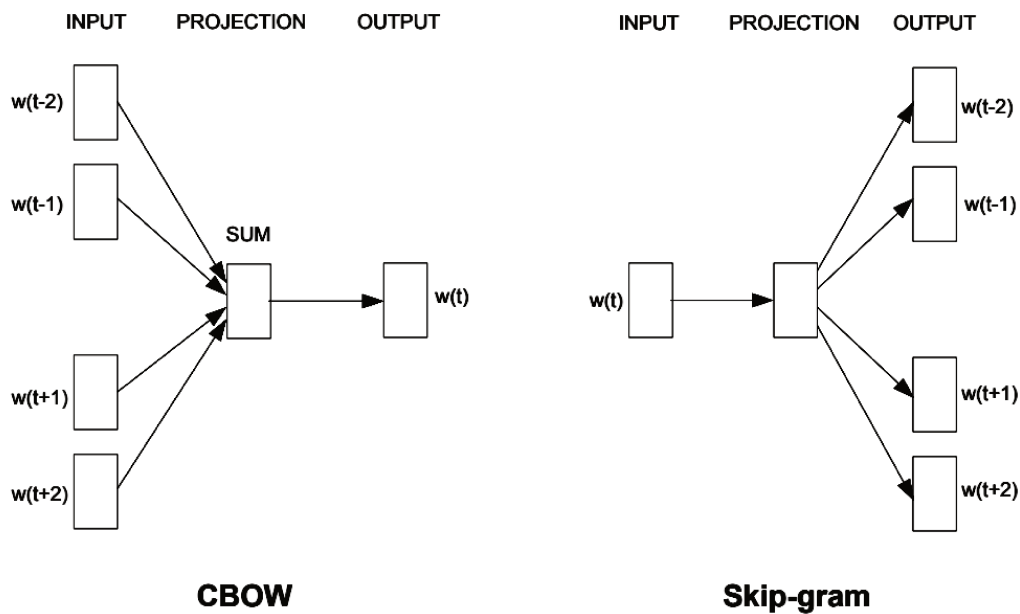 INPUT PROJECTION OUTPUT
w(t-2)
w(t-1)
SUM
w(t)
w(t+1)
w(t+2)
CBOW
INPUT PROJECTION OUTPUT
w(t-2)
w(t-1)
w(t)
w(t+1)
w(t+2)
Skip-gram